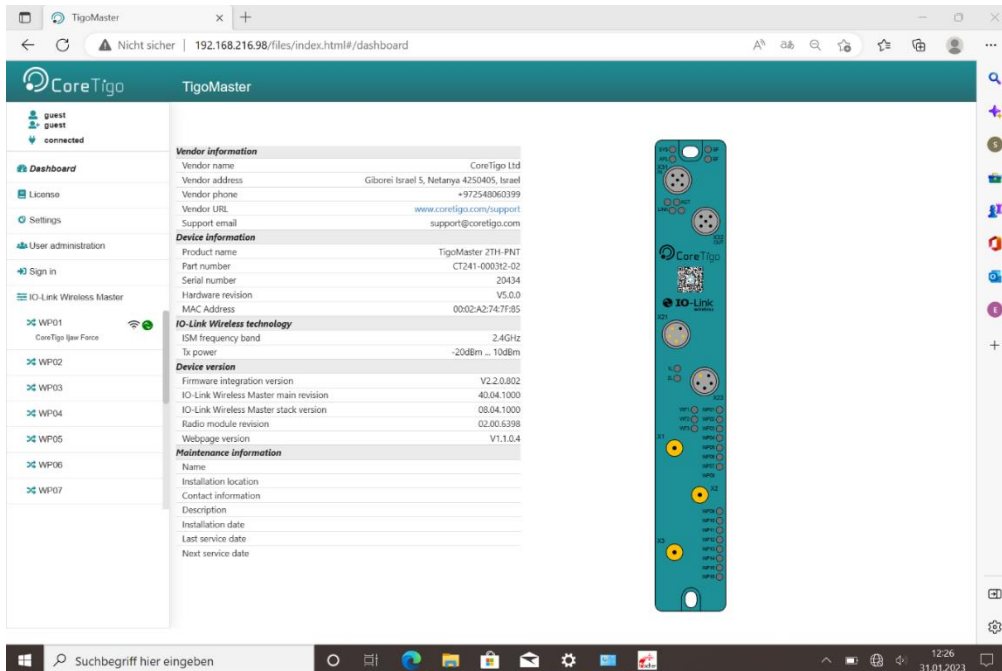 TigoMaster
Nicht sicher | 192.168.216.98/files/index.html#/dashboard
CoreTigo TigoMaster
guest
guest
connected
Dashboard
License
Settings
User administration
Sign in
IO-Link Wireless Master
WP01
CoreTigo Ijaw Force
WP02
WP03
WP04
WP05
WP06
WP07
Vendor information
Vendor name CoreTigo Ltd
Vendor address Giborei Israel 5, Netanya 4250405, Israel
Vendor phone +972548060399
Vendor URL www.coretigo.com/support
Support email support@coretigo.com
Device information
Product name TigoMaster 2TH-PNT
Part number CT241-0003t2-02
Serial number 20434
Hardware revision V5.0.0
MAC Address 00:02:A2:74:7F:85
IO-Link Wireless technology
ISM frequency band 2.4GHz
Tx power -20dBm ... 10dBm
Device version
Firmware integration version V2.2.0.802
IO-Link Wireless Master main revision 40.04.1000
IO-Link Wireless Master stack version 08.04.1000
Radio module revision 02.00.6398
Webpage version V1.1.0.4
Maintenance information
Name
Installation location
Contact information
Description
Installation date
Last service date
Next service date
CoreTigo
IO-Link
wireless
X21
X22
X1
X2
X3
Suchbegriff hier eingeben
12:26
31.01.2023